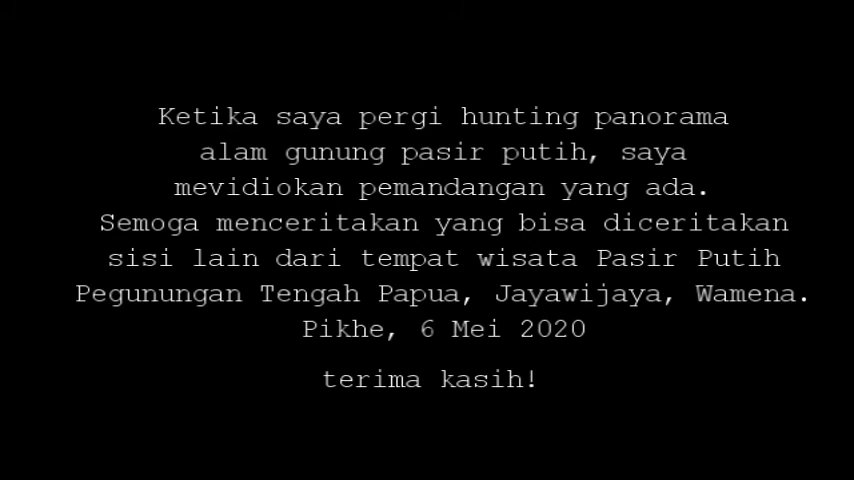 Ketika saya pergi hunting panorama
alam gunung pasir putih, saya
mevidiokan pemandangan yang ada.
Semoga menceritakan yang bisa diceritakan
sisi lain dari tempat wisata Pasir Putih
Pegunungan Tengah Papua, Jayawijaya, Wamena.
Pikhe, 6 Mei 2020
terima kasih!